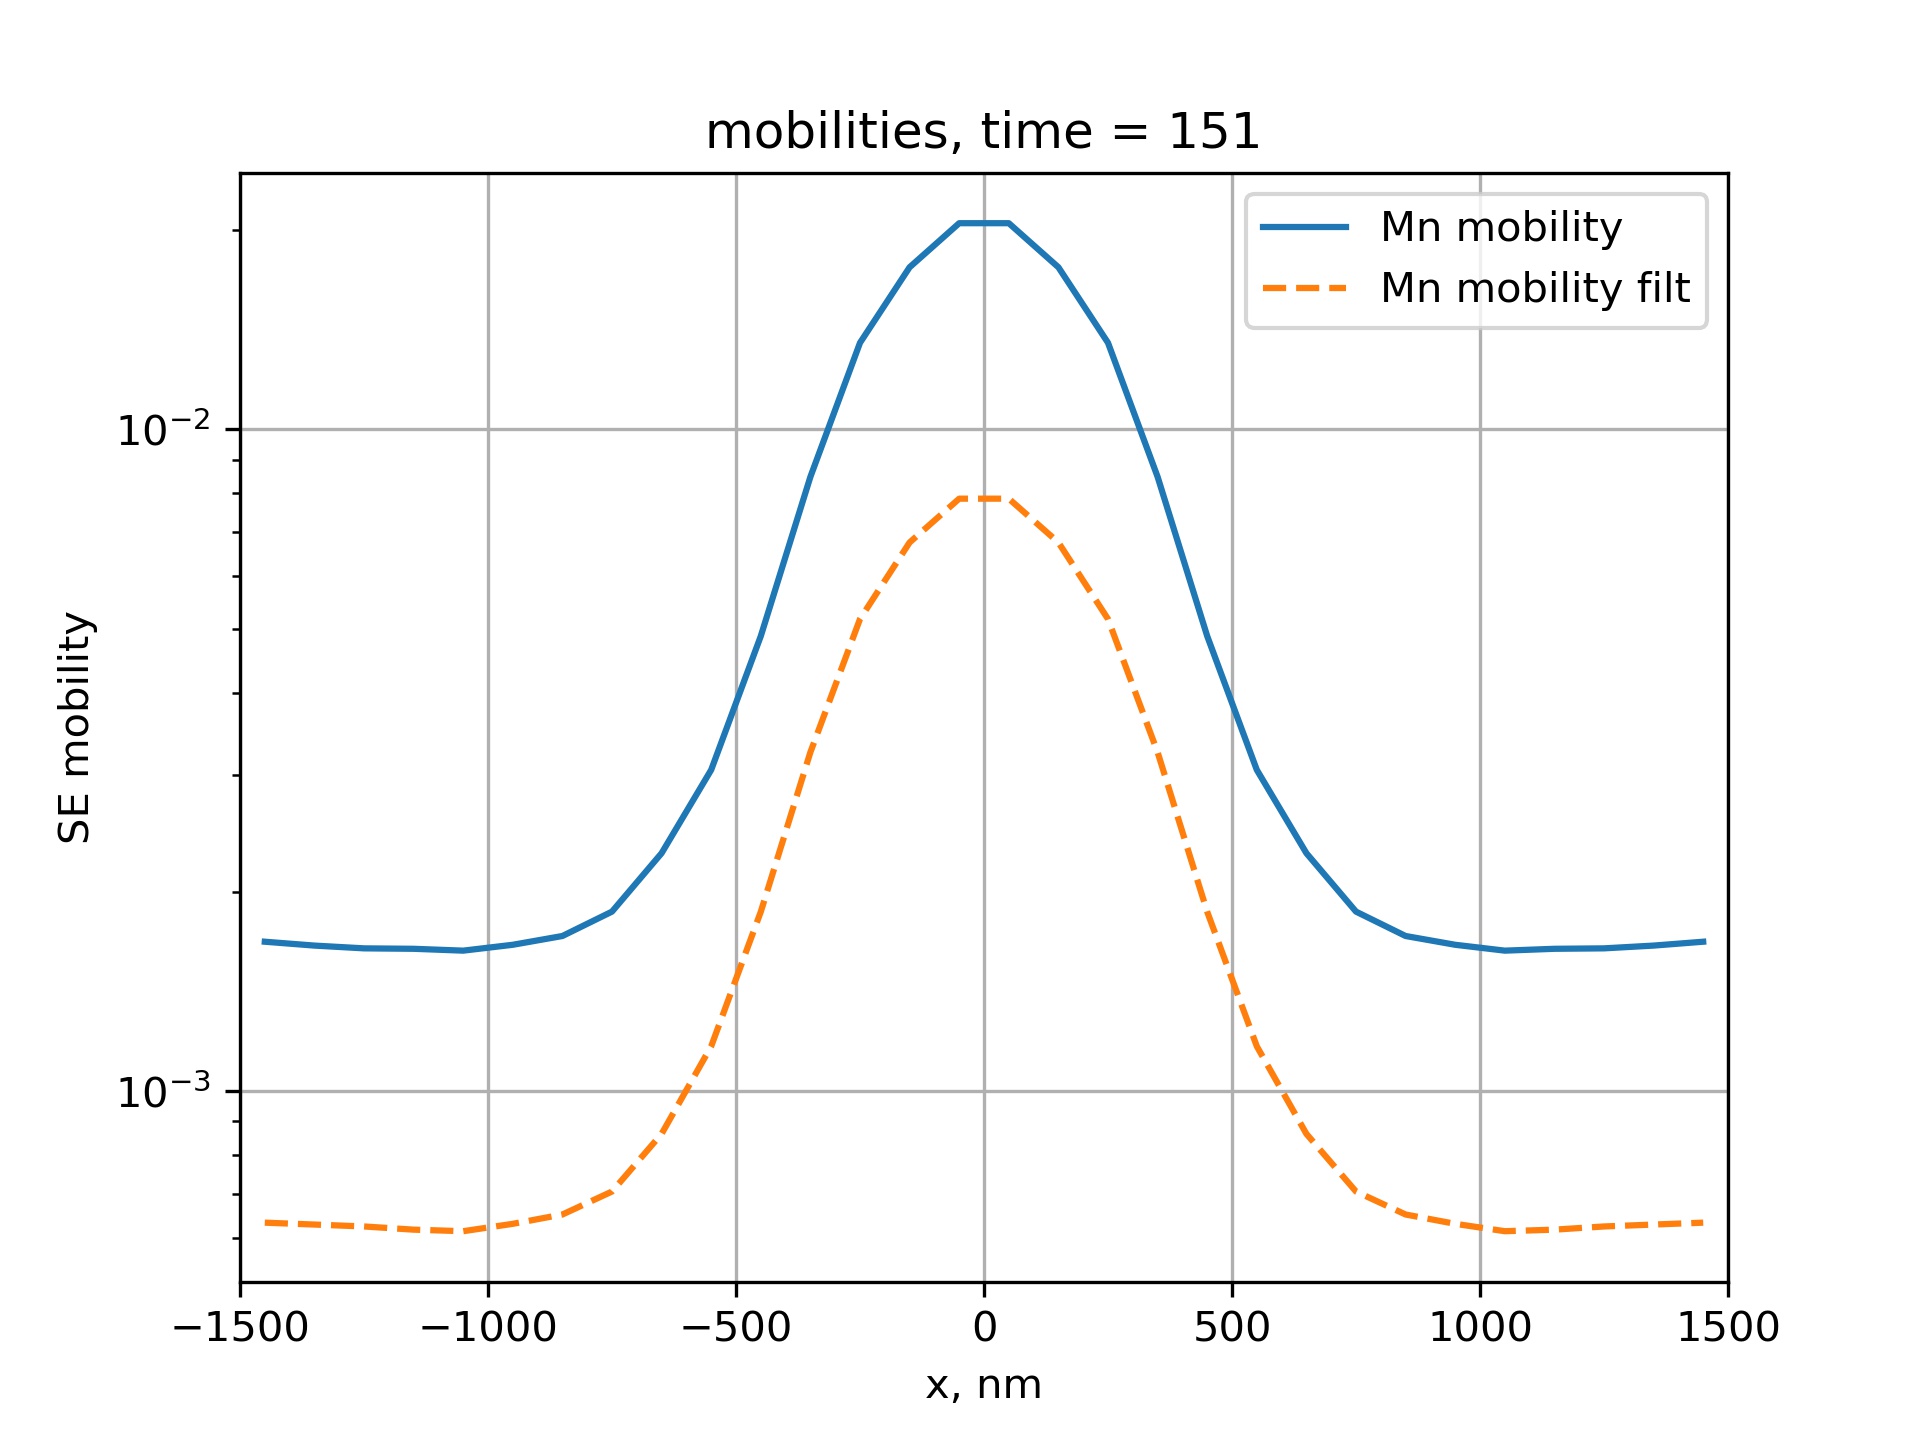 mobilities, time = 151
Mn mobility
Mn mobility filt
SE mobility
10⁻²
10⁻³
−1500 −1000 −500 0 500 1000 1500
x, nm